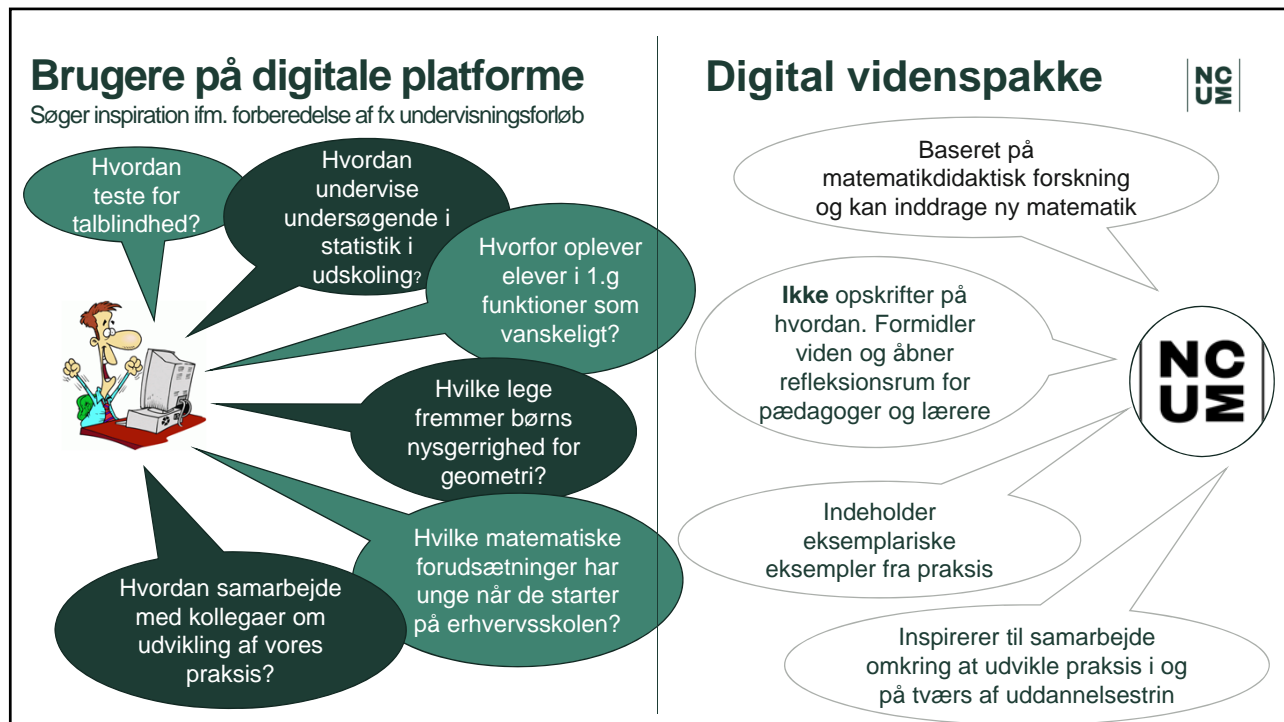 Brugere på digitale platforme
Søger inspiration ifm. forberedelse af fx undervisningsforløb
Hvordan
teste for
talblindhed?
Hvordan
undervise
undersøgende i
statistik i
udskoling?
Hvorfor oplever
elever i 1.g
funktioner som
vanskeligt?
Hvilke lege
fremmer børns
nysgerrighed for
geometri?
Hvilke matematiske
forudsætninger har
unge når de starter
på erhvervsskolen?
Hvordan samarbejde
med kollegaer om
udvikling af vores
praksis?
Digital videnspakke
NC
UM
Baseret på
matematikdidaktisk forskning
og kan inddrage ny matematik
Ikke opskrifter på
hvordan. Formidler
viden og åbner
refleksionsrum for
pædagoger og lærere
NC
UM
Indeholder
eksemplariske
eksempler fra praksis
Inspirerer til samarbejde
omkring at udvikle praksis i og
på tværs af uddannelsestrin